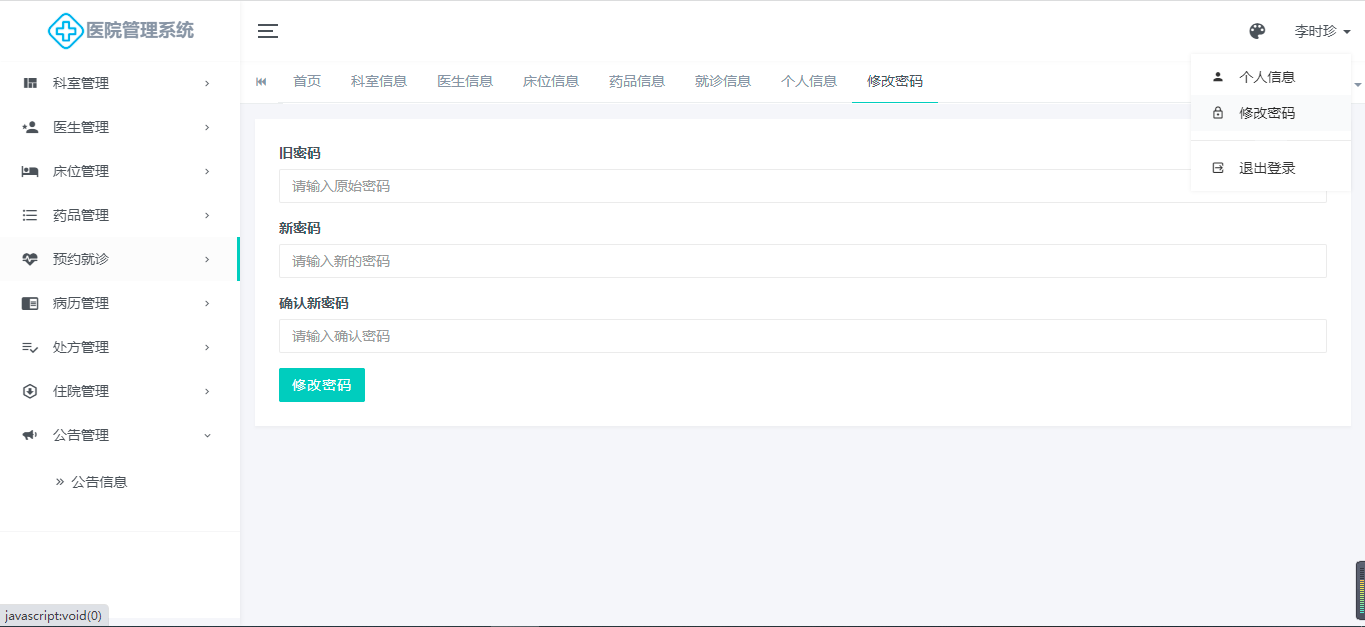 医院管理系统
李时珍
科室管理
医生管理
床位管理
药品管理
预约就诊
病历管理
处方管理
住院管理
公告管理
» 公告信息
首页 科室信息 医生信息 床位信息 药品信息 就诊信息 个人信息 修改密码
个人信息
修改密码
退出登录
旧密码
请输入原始密码
新密码
请输入新的密码
确认新密码
请输入确认密码
修改密码
javascript:void(0)